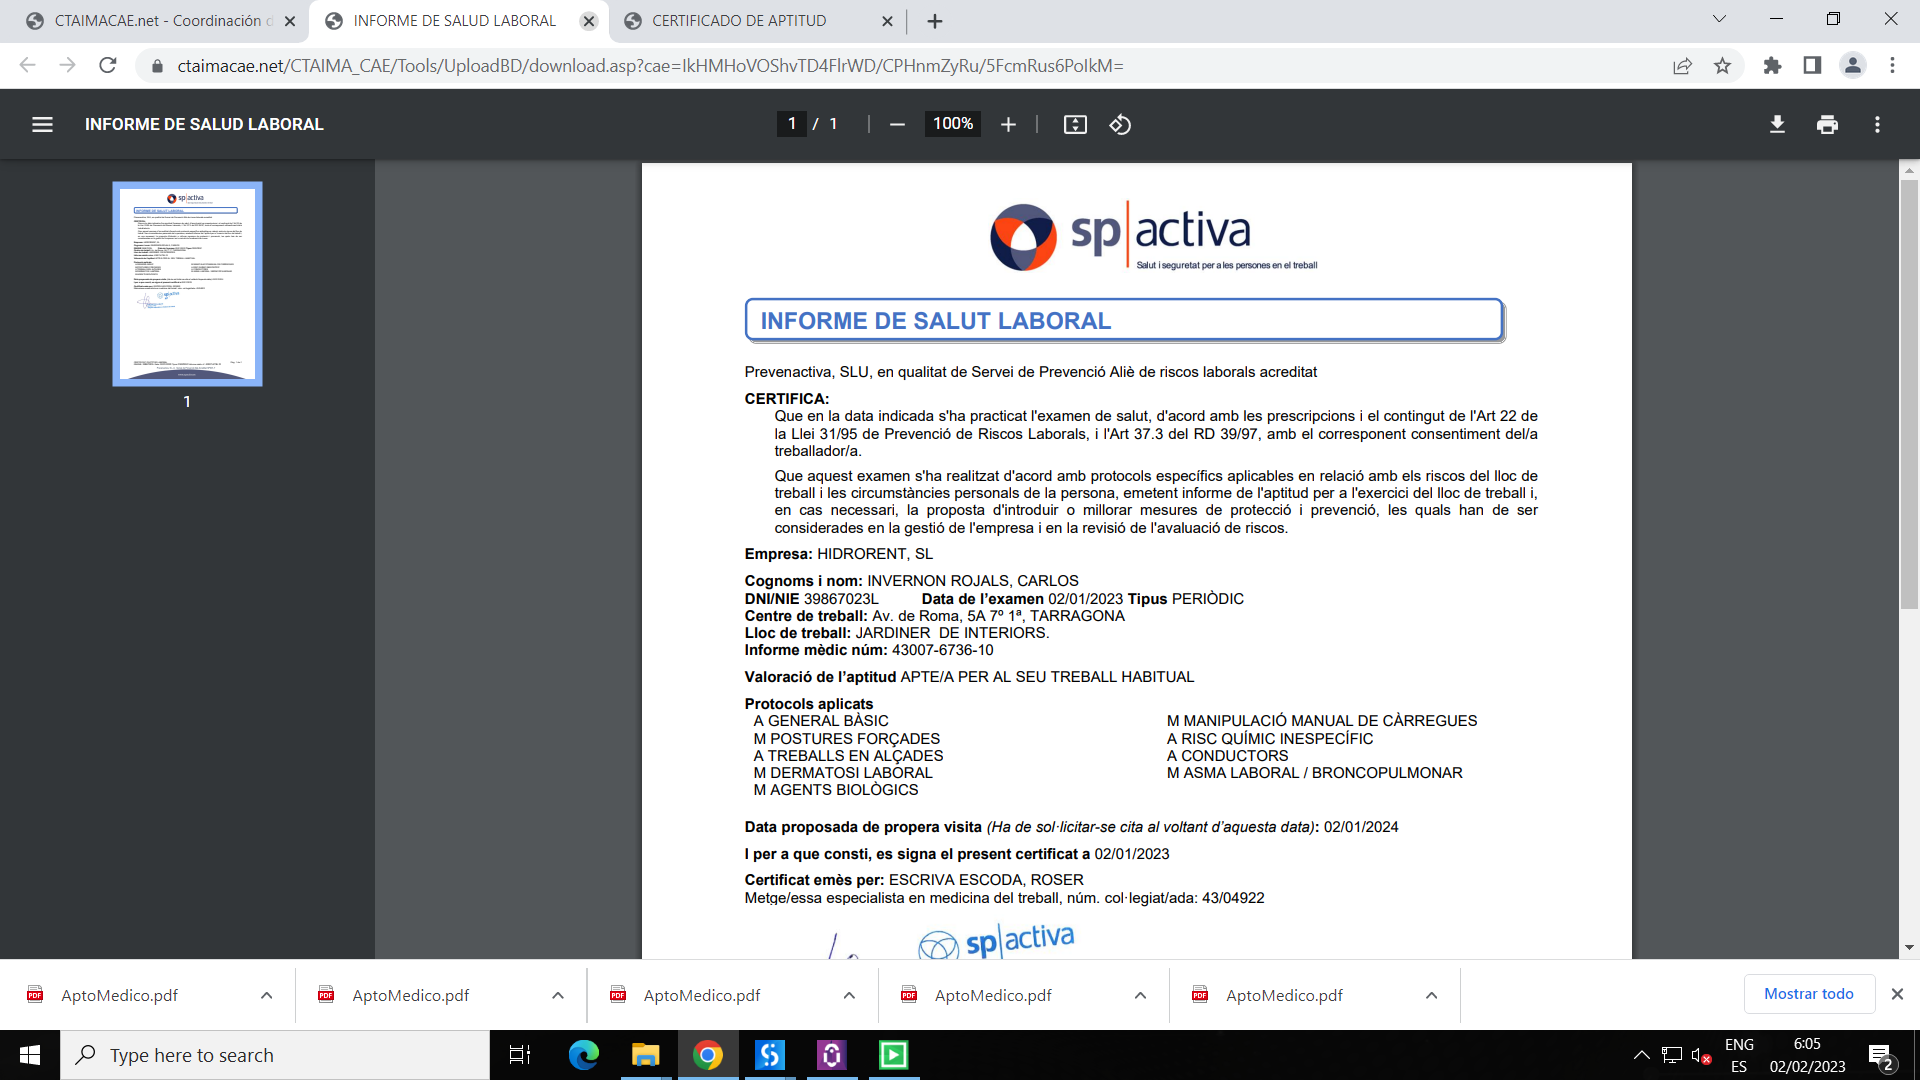 CTAIMACAE.net - Coordinación d
INFORME DE SALUD LABORAL
CERTIFICADO DE APTITUD
ctaimacae.net/CTAIMA_CAE/Tools/UploadBD/download.asp?cae=IkHMHoVOShvTD4FlrWD/CPHnmZyRu/5FcmRus6PoIkM=
INFORME DE SALUD LABORAL
1 / 1
100%
1
sp activa
Salut i seguretat per a les persones en el treball
INFORME DE SALUT LABORAL
Prevenactiva, SLU, en qualitat de Servei de Prevenció Aliè de riscos laborals acreditat
CERTIFICA:
Que en la data indicada s'ha practicat l'examen de salut, d'acord amb les prescripcions i el contingut de l'Art 22 de
la Llei 31/95 de Prevenció de Riscos Laborals, i l'Art 37.3 del RD 39/97, amb el corresponent consentiment del/a
treballador/a.
Que aquest examen s'ha realitzat d'acord amb protocols específics aplicables en relació amb els riscos del lloc de
treball i les circumstàncies personals de la persona, emetent informe de l'aptitud per a l'exercici del lloc de treball i,
en cas necessari, la proposta d'introduir o millorar mesures de protecció i prevenció, les quals han de ser
considerades en la gestió de l'empresa i en la revisió de l'avaluació de riscos.
Empresa: HIDRORENT, SL
Cognoms i nom: INVERNON ROJALS, CARLOS
DNI/NIE 39867023L Data de l'examen 02/01/2023 Tipus PERIÒDIC
Centre de treball: Av. de Roma, 5A 7º 1ª, TARRAGONA
Lloc de treball: JARDINER DE INTERIORS.
Informe mèdic núm: 43007-6736-10
Valoració de l'aptitud APTE/A PER AL SEU TREBALL HABITUAL
Protocols aplicats
A GENERAL BÀSIC M MANIPULACIÓ MANUAL DE CÀRREGUES
M POSTURES FORÇADES A RISC QUÍMIC INESPECÍFIC
A TREBALLS EN ALÇADES A CONDUCTORS
M DERMATOSI LABORAL M ASMA LABORAL / BRONCOPULMONAR
M AGENTS BIOLÒGICS
Data proposada de propera visita (Ha de sol·licitar-se cita al voltant d'aquesta data): 02/01/2024
I per a que consti, es signa el present certificat a 02/01/2023
Certificat emès per: ESCRIVA ESCODA, ROSER
Metge/essa especialista en medicina del treball, núm. col·legiat/ada: 43/04922
sp activa
AptoMedico.pdf
AptoMedico.pdf
AptoMedico.pdf
AptoMedico.pdf
AptoMedico.pdf
Mostrar todo
Type here to search
ENG
ES
6:05
02/02/2023
2